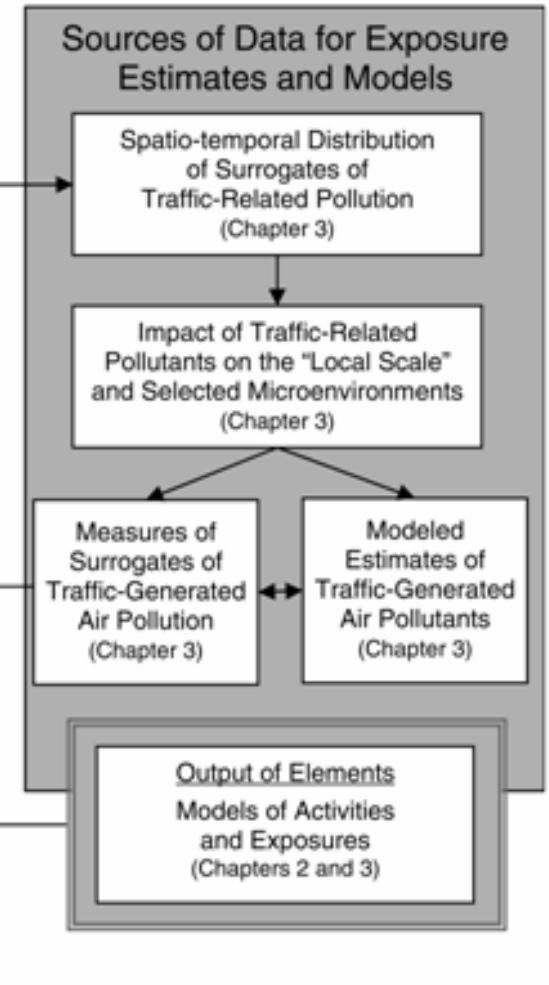 Sources of Data for Exposure
Estimates and Models
Spatio-temporal Distribution
of Surrogates of
Traffic-Related Pollution
(Chapter 3)
Impact of Traffic-Related
Pollutants on the “Local Scale”
and Selected Microenvironments
(Chapter 3)
Measures of
Surrogates of
Traffic-Generated
Air Pollution
(Chapter 3)
Modeled
Estimates of
Traffic-Generated
Air Pollutants
(Chapter 3)
Output of Elements
Models of Activities
and Exposures
(Chapters 2 and 3)